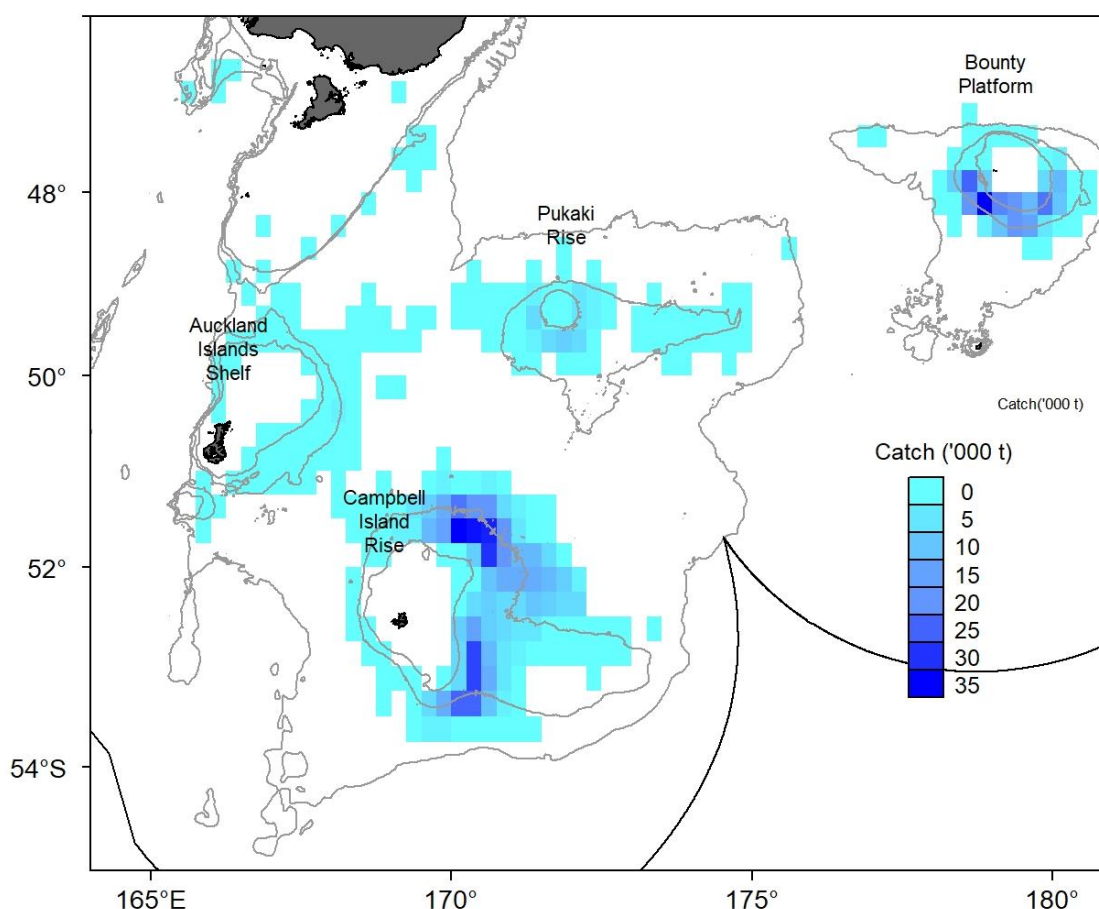 Bounty
Platform
48°
Pukaki
Rise
Auckland
Islands
Shelf
50°
Catch('000 t)
Catch ('000 t)
0
5
10
15
20
25
30
35
Campbell
Island
Rise
52°
54°S
165°E
170°
175°
180°